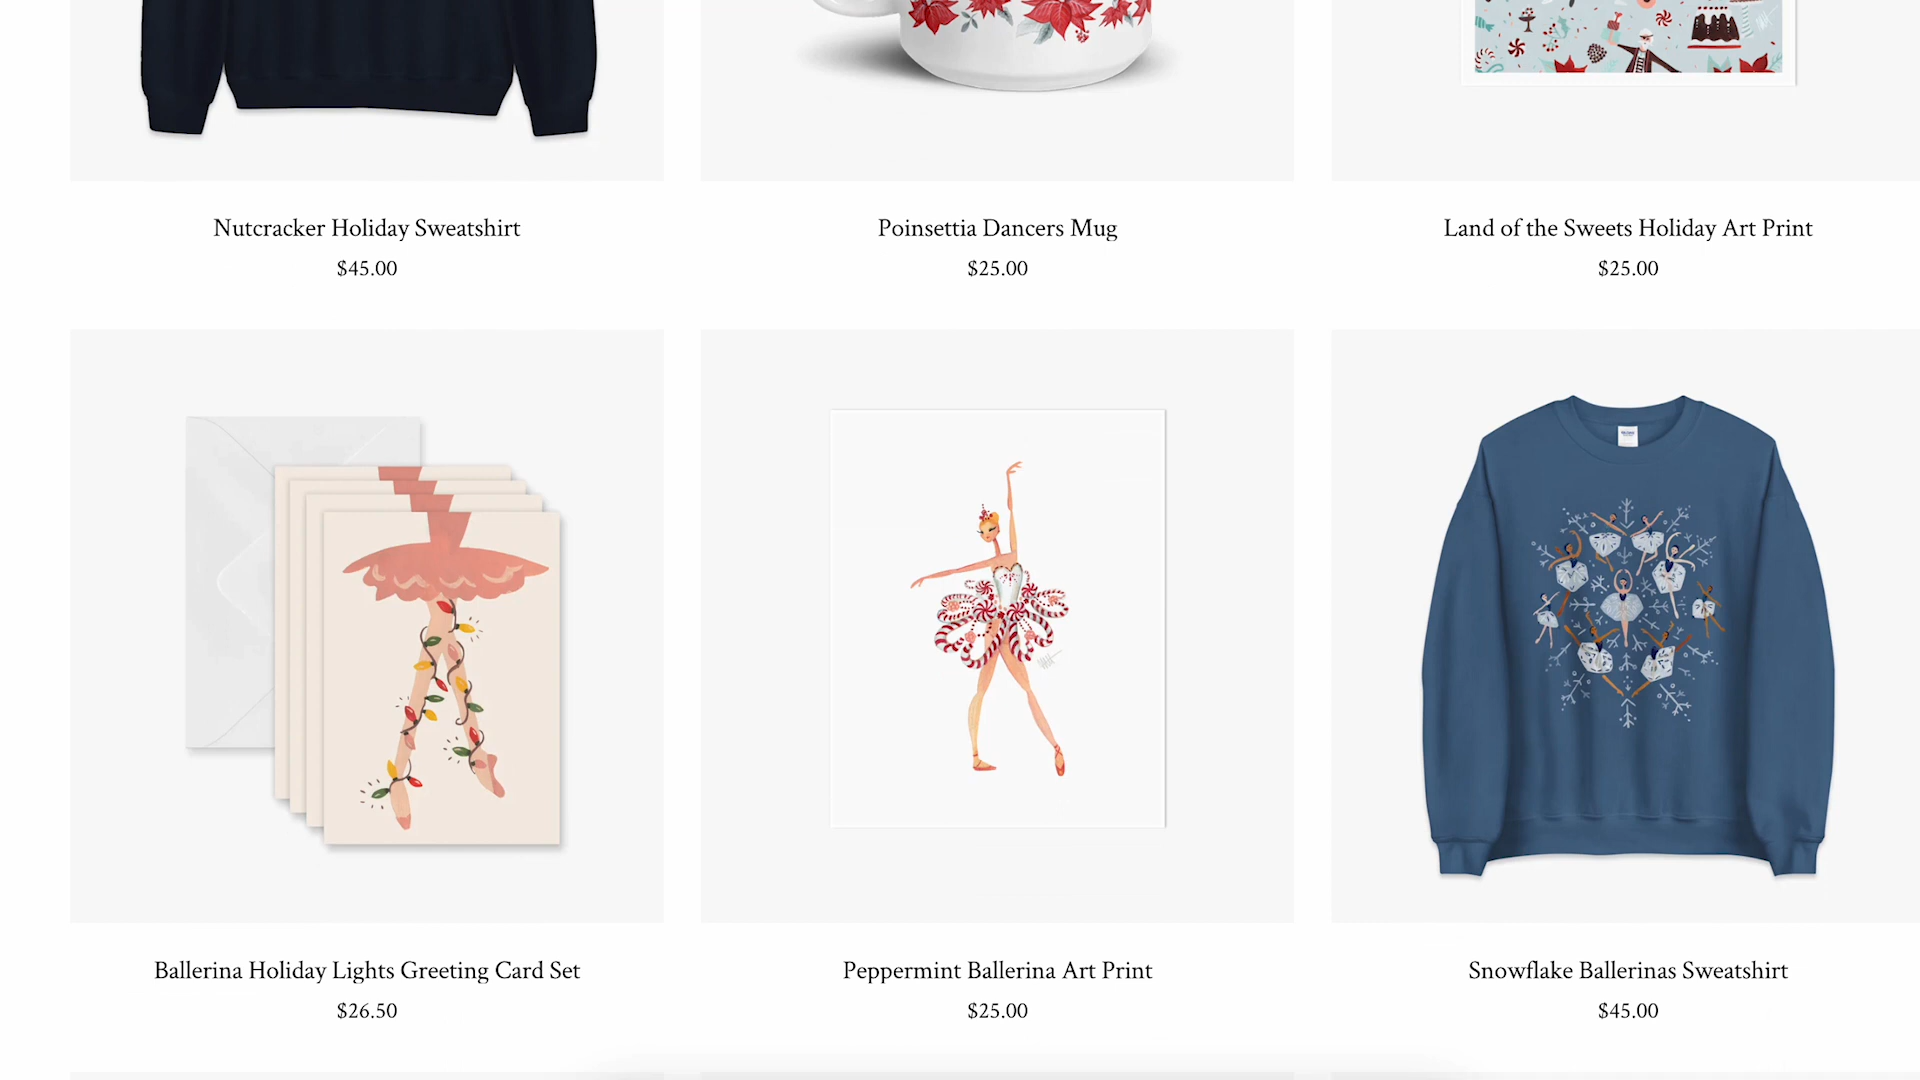 Nutcracker Holiday Sweatshirt
$45.00
Poinsettia Dancers Mug
$25.00
Land of the Sweets Holiday Art Print
$25.00
Ballerina Holiday Lights Greeting Card Set
$26.50
Peppermint Ballerina Art Print
$25.00
Snowflake Ballerinas Sweatshirt
$45.00